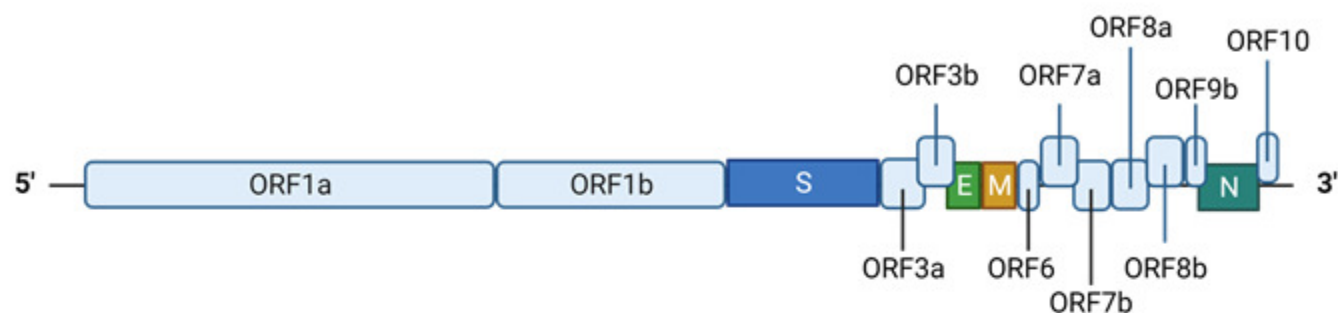 ORF8a
ORF10
ORF3b
ORF7a
ORF9b
5'
ORF1a
ORF1b
S
E
M
N
3'
ORF3a
ORF6
ORF8b
ORF7b